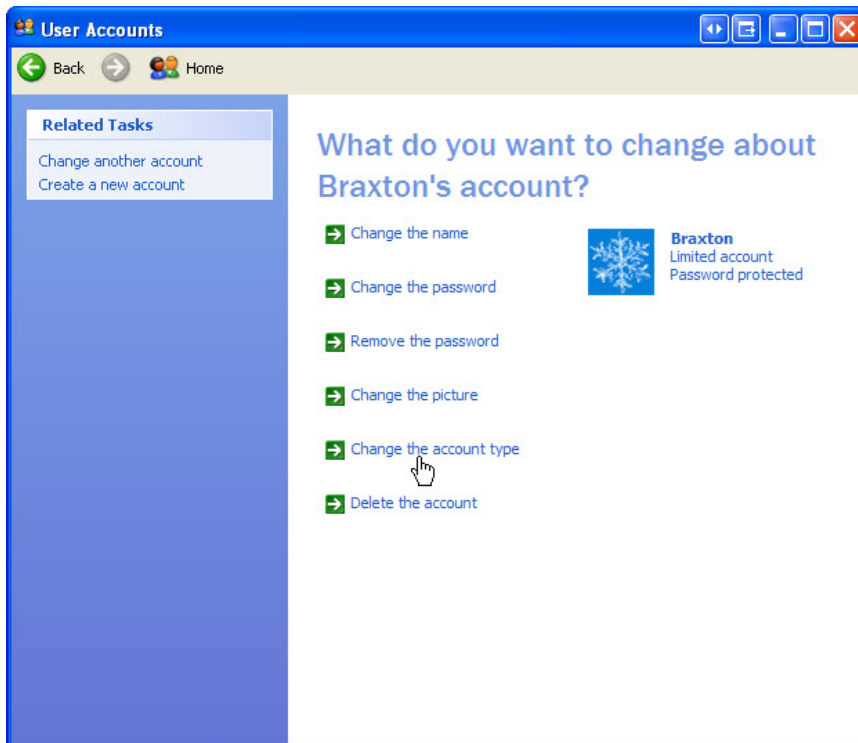 User Accounts
Back
Home
Related Tasks
Change another account
Create a new account
What do you want to change about
Braxton's account?
Change the name
Change the password
Remove the password
Change the picture
Change the account type
Delete the account
Braxton
Limited account
Password protected